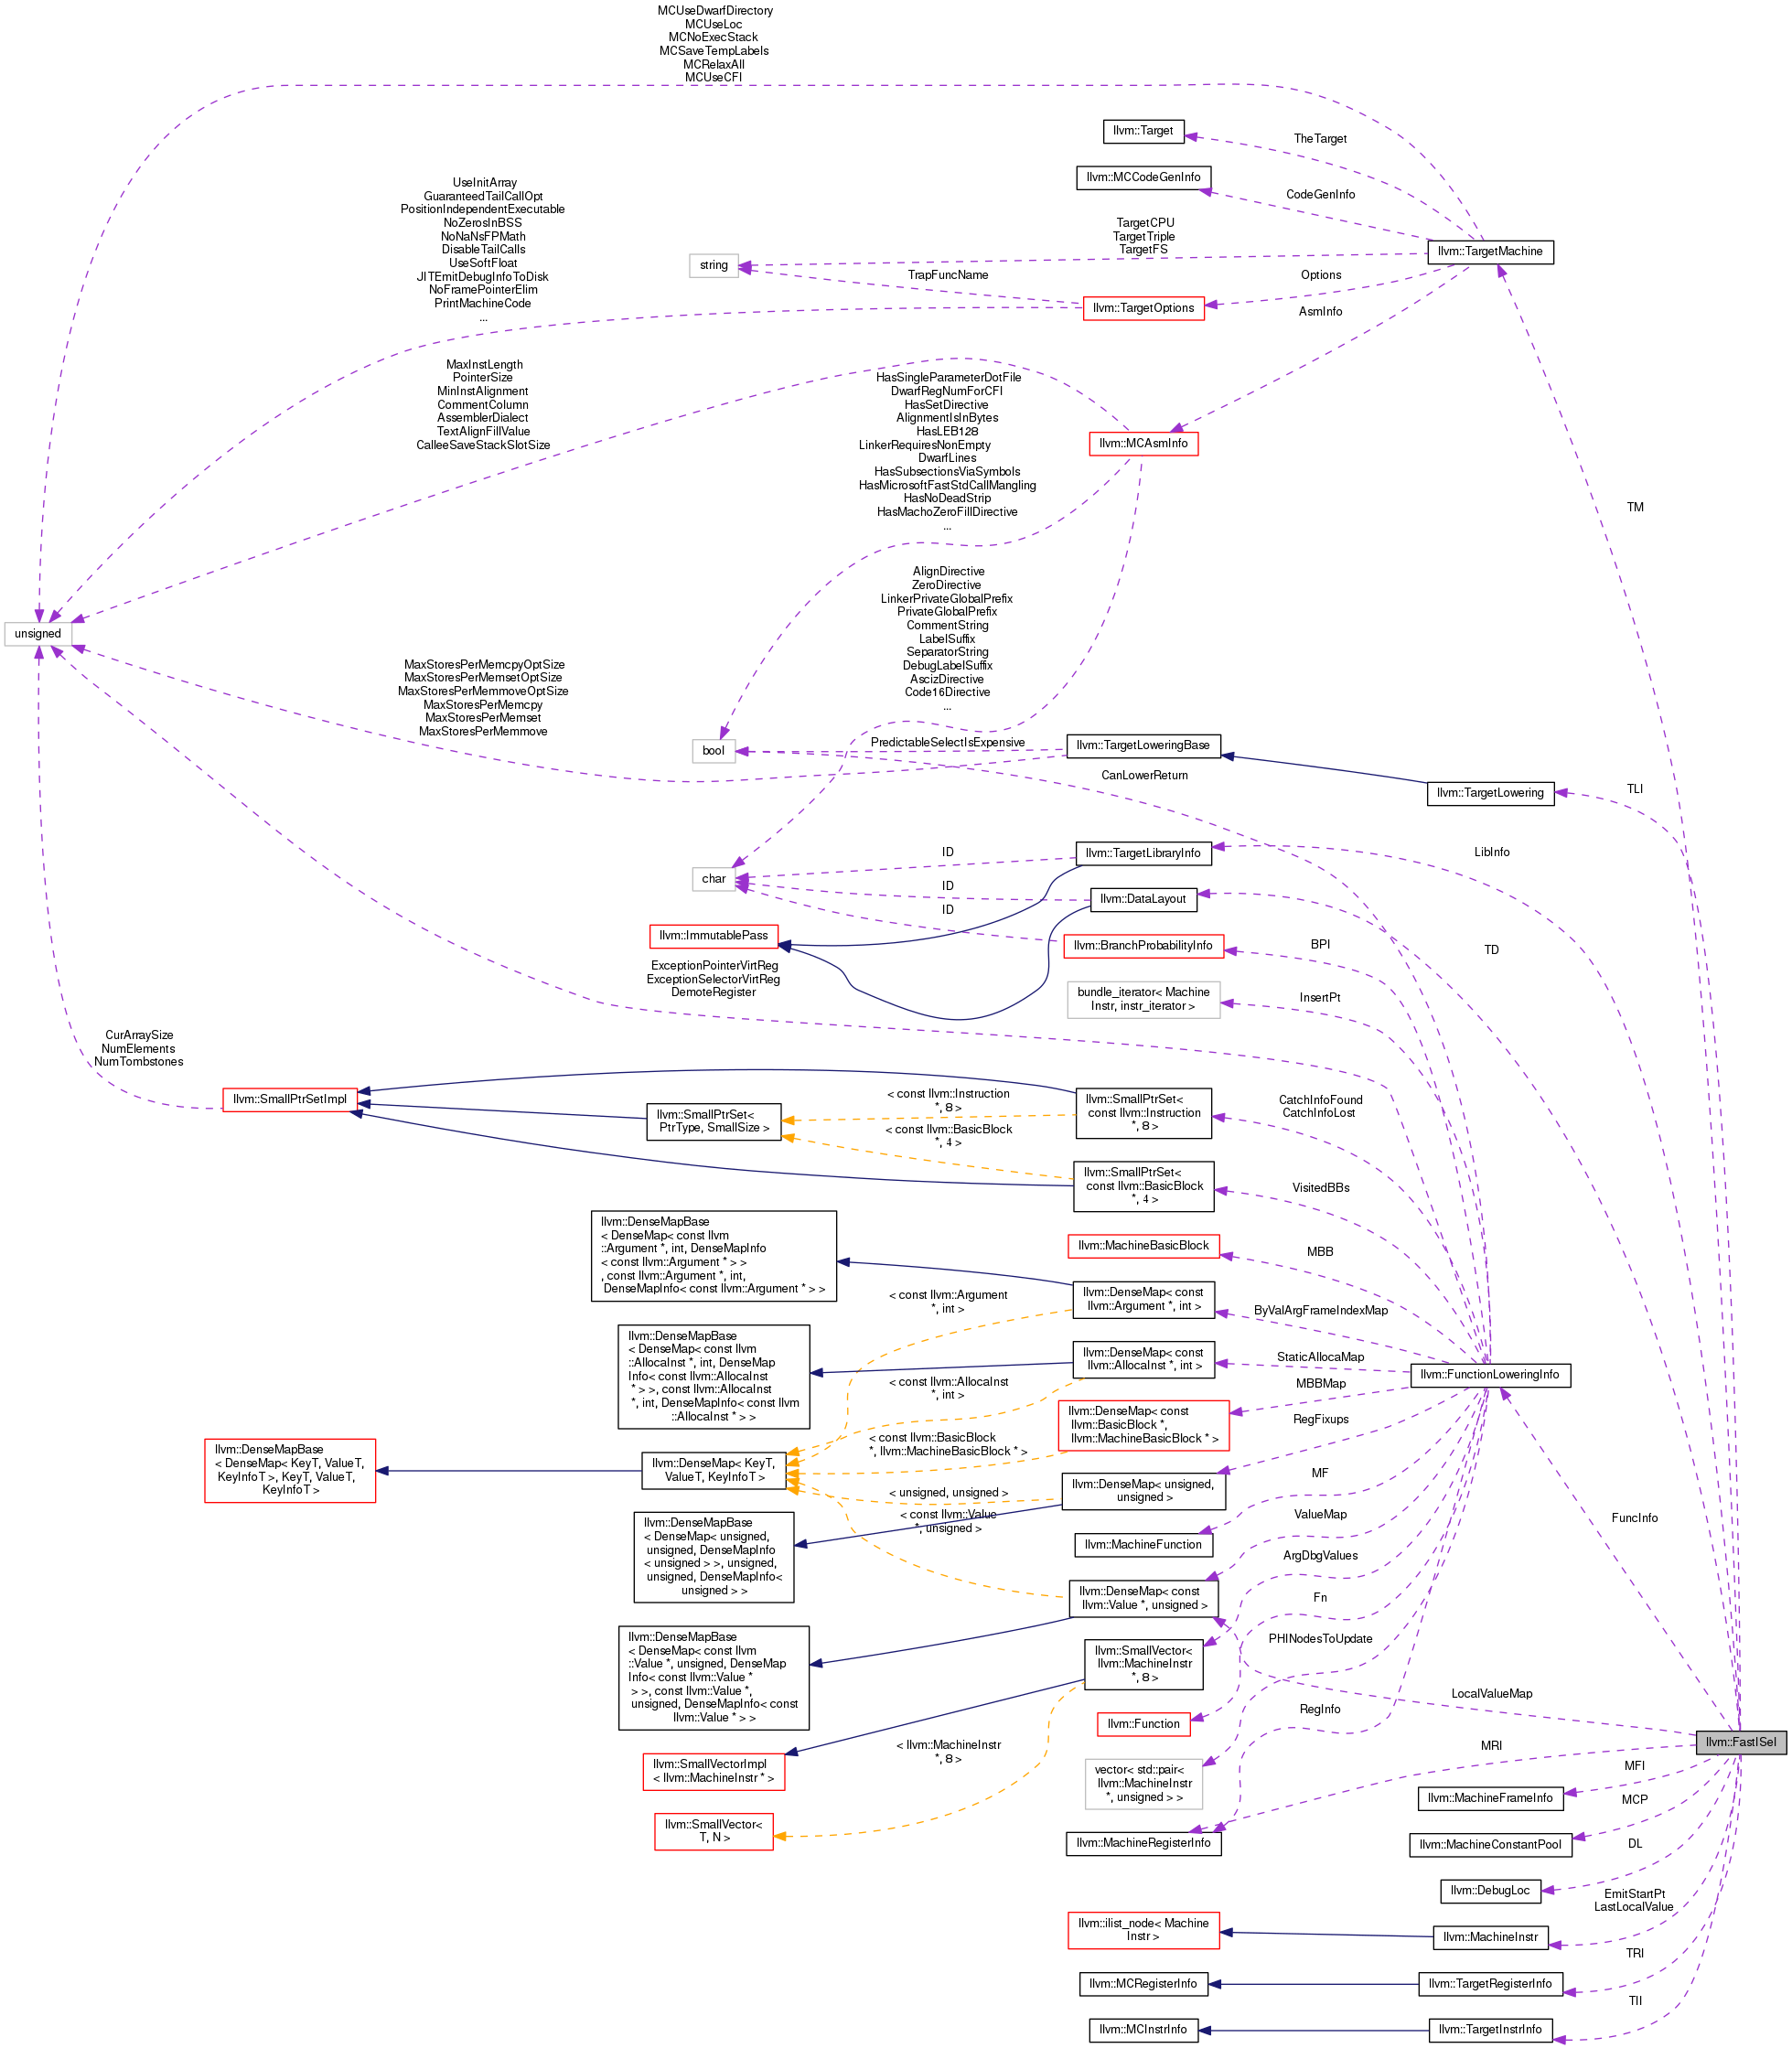 MCUseDwarfDirectory
MCUseLoc
MCNoExecStack
MCSaveTempLabels
MCRelaxAll
MCUseCFI
llvm::Target
TheTarget
llvm::MCCodeGenInfo
CodeGenInfo
UseInitArray
GuaranteedTailCallOpt
PositionIndependentExecutable
NoZerosInBSS
NoNaNsFPMath
DisableTailCalls
UseSoftFloat
JITEmitDebugInfoToDisk
NoFramePointerElim
PrintMachineCode
...
TargetCPU
TargetTriple
TargetFS
llvm::TargetMachine
string
TrapFuncName
Options
llvm::TargetOptions
AsmInfo
MaxInstLength
PointerSize
MinInstAlignment
CommentColumn
AssemblerDialect
TextAlignFillValue
CalleeSaveStackSlotSize
HasSingleParameterDotFile
DwarfRegNumForCFI
HasSetDirective
AlignmentIsInBytes
HasLEB128
LinkerRequiresNonEmpty
DwarfLines
HasSubsectionsViaSymbols
HasMicrosoftFastStdCallMangling
HasNoDeadStrip
HasMachoZeroFillDirective
...
llvm::MCAsmInfo
TM
AlignDirective
ZeroDirective
LinkerPrivateGlobalPrefix
PrivateGlobalPrefix
CommentString
LabelSuffix
SeparatorString
DebugLabelSuffix
AscizDirective
Code16Directive
...
unsigned
MaxStoresPerMemcpyOptSize
MaxStoresPerMemsetOptSize
MaxStoresPerMemmoveOptSize
MaxStoresPerMemcpy
MaxStoresPerMemset
MaxStoresPerMemmove
bool
PredictableSelectIsExpensive
llvm::TargetLoweringBase
CanLowerReturn
llvm::TargetLowering
TLI
ID
llvm::TargetLibraryInfo
LibInfo
char
ID
llvm::DataLayout
ID
llvm::ImmutablePass
llvm::BranchProbabilityInfo
BPI
TD
ExceptionPointerVirtReg
ExceptionSelectorVirtReg
DemoteRegister
bundle_iterator< Machine
Instr, instr_iterator >
InsertPt
CurArraySize
NumElements
NumTombstones
llvm::SmallPtrSetImpl
llvm::SmallPtrSet<
PtrType, SmallSize >
< const llvm::Instruction
*, 8 >
< const llvm::BasicBlock
*, 4 >
llvm::SmallPtrSet<
const llvm::Instruction
*, 8 >
CatchInfoFound
CatchInfoLost
llvm::SmallPtrSet<
const llvm::BasicBlock
*, 4 >
VisitedBBs
llvm::DenseMapBase
< DenseMap< const llvm
::Argument *, int, DenseMapInfo
< const llvm::Argument * > >
, const llvm::Argument *, int,
DenseMapInfo< const llvm::Argument * > >
llvm::MachineBasicBlock
MBB
< const llvm::Argument
*, int >
llvm::DenseMap< const
llvm::Argument *, int >
ByValArgFrameIndexMap
llvm::DenseMapBase
< DenseMap< const llvm
::AllocaInst *, int, DenseMap
Info< const llvm::AllocaInst
* > >, const llvm::AllocaInst
*, int, DenseMapInfo< const llvm
::AllocaInst * > >
llvm::DenseMap< const
llvm::AllocaInst *, int >
StaticAllocaMap
llvm::FunctionLoweringInfo
< const llvm::AllocaInst
*, int >
MBBMap
llvm::DenseMap< const
llvm::BasicBlock *,
llvm::MachineBasicBlock * >
RegFixups
< const llvm::BasicBlock
*, llvm::MachineBasicBlock * >
llvm::DenseMapBase
< DenseMap< KeyT, ValueT,
KeyInfoT >, KeyT, ValueT,
KeyInfoT >
llvm::DenseMap< KeyT,
ValueT, KeyInfoT >
< unsigned, unsigned >
llvm::DenseMap< unsigned,
unsigned >
MF
< const llvm::Value
*, unsigned >
llvm::DenseMapBase
< DenseMap< unsigned,
unsigned, DenseMapInfo
< unsigned > >, unsigned,
unsigned, DenseMapInfo<
unsigned > >
llvm::MachineFunction
ValueMap
FuncInfo
ArgDbgValues
llvm::DenseMap< const
llvm::Value *, unsigned >
Fn
llvm::DenseMapBase
< DenseMap< const llvm
::Value *, unsigned, DenseMap
Info< const llvm::Value *
> >, const llvm::Value *,
unsigned, DenseMapInfo< const
llvm::Value * > >
llvm::SmallVector<
llvm::MachineInstr
*, 8 >
PHINodesToUpdate
LocalValueMap
llvm::Function
RegInfo
llvm::FastISel
llvm::SmallVectorImpl
< llvm::MachineInstr * >
< llvm::MachineInstr
*, 8 >
vector< std::pair<
llvm::MachineInstr
*, unsigned > >
MRI
MFI
llvm::MachineFrameInfo
MCP
llvm::SmallVector<
T, N >
llvm::MachineRegisterInfo
llvm::MachineConstantPool
DL
llvm::DebugLoc
EmitStartPt
LastLocalValue
llvm::ilist_node< Machine
Instr >
llvm::MachineInstr
TRI
llvm::MCRegisterInfo
llvm::TargetRegisterInfo
TII
llvm::MCInstrInfo
llvm::TargetInstrInfo